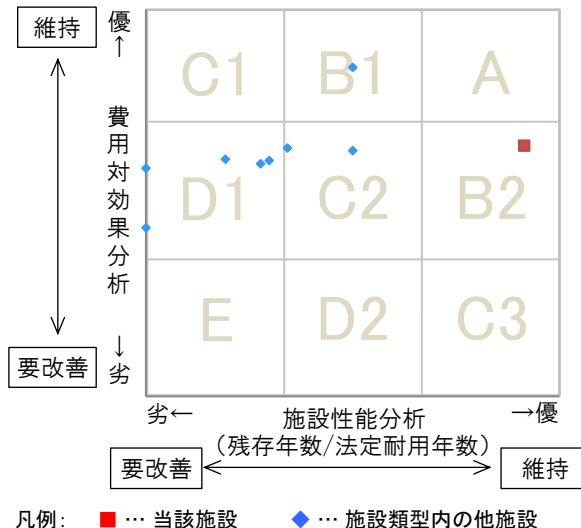 維持
優
↑
費用対効果分析
↓
劣
要改善
C1 B1 A
D1 C2 B2
E D2 C3
劣← 施設性能分析 →優
（残存年数/法定耐用年数）
要改善 維持
凡例: ■ … 当該施設 ◆ … 施設類型内の他施設